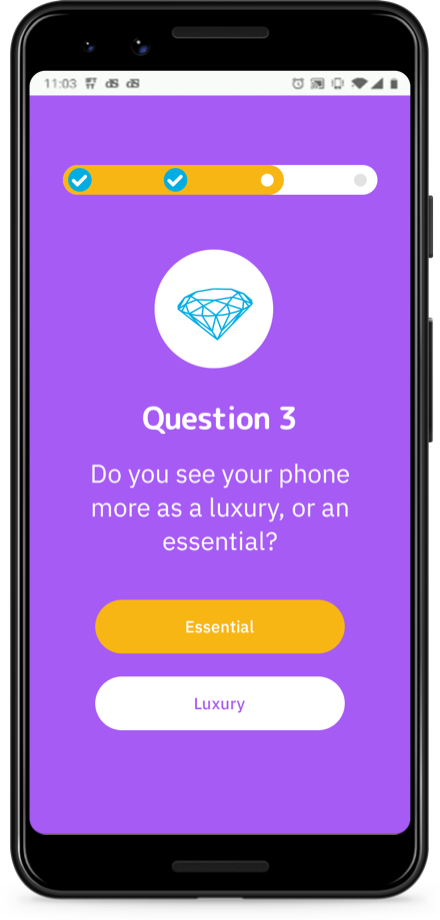 11:03
Question 3
Do you see your phone
more as a luxury, or an
essential?
Essential
Luxury